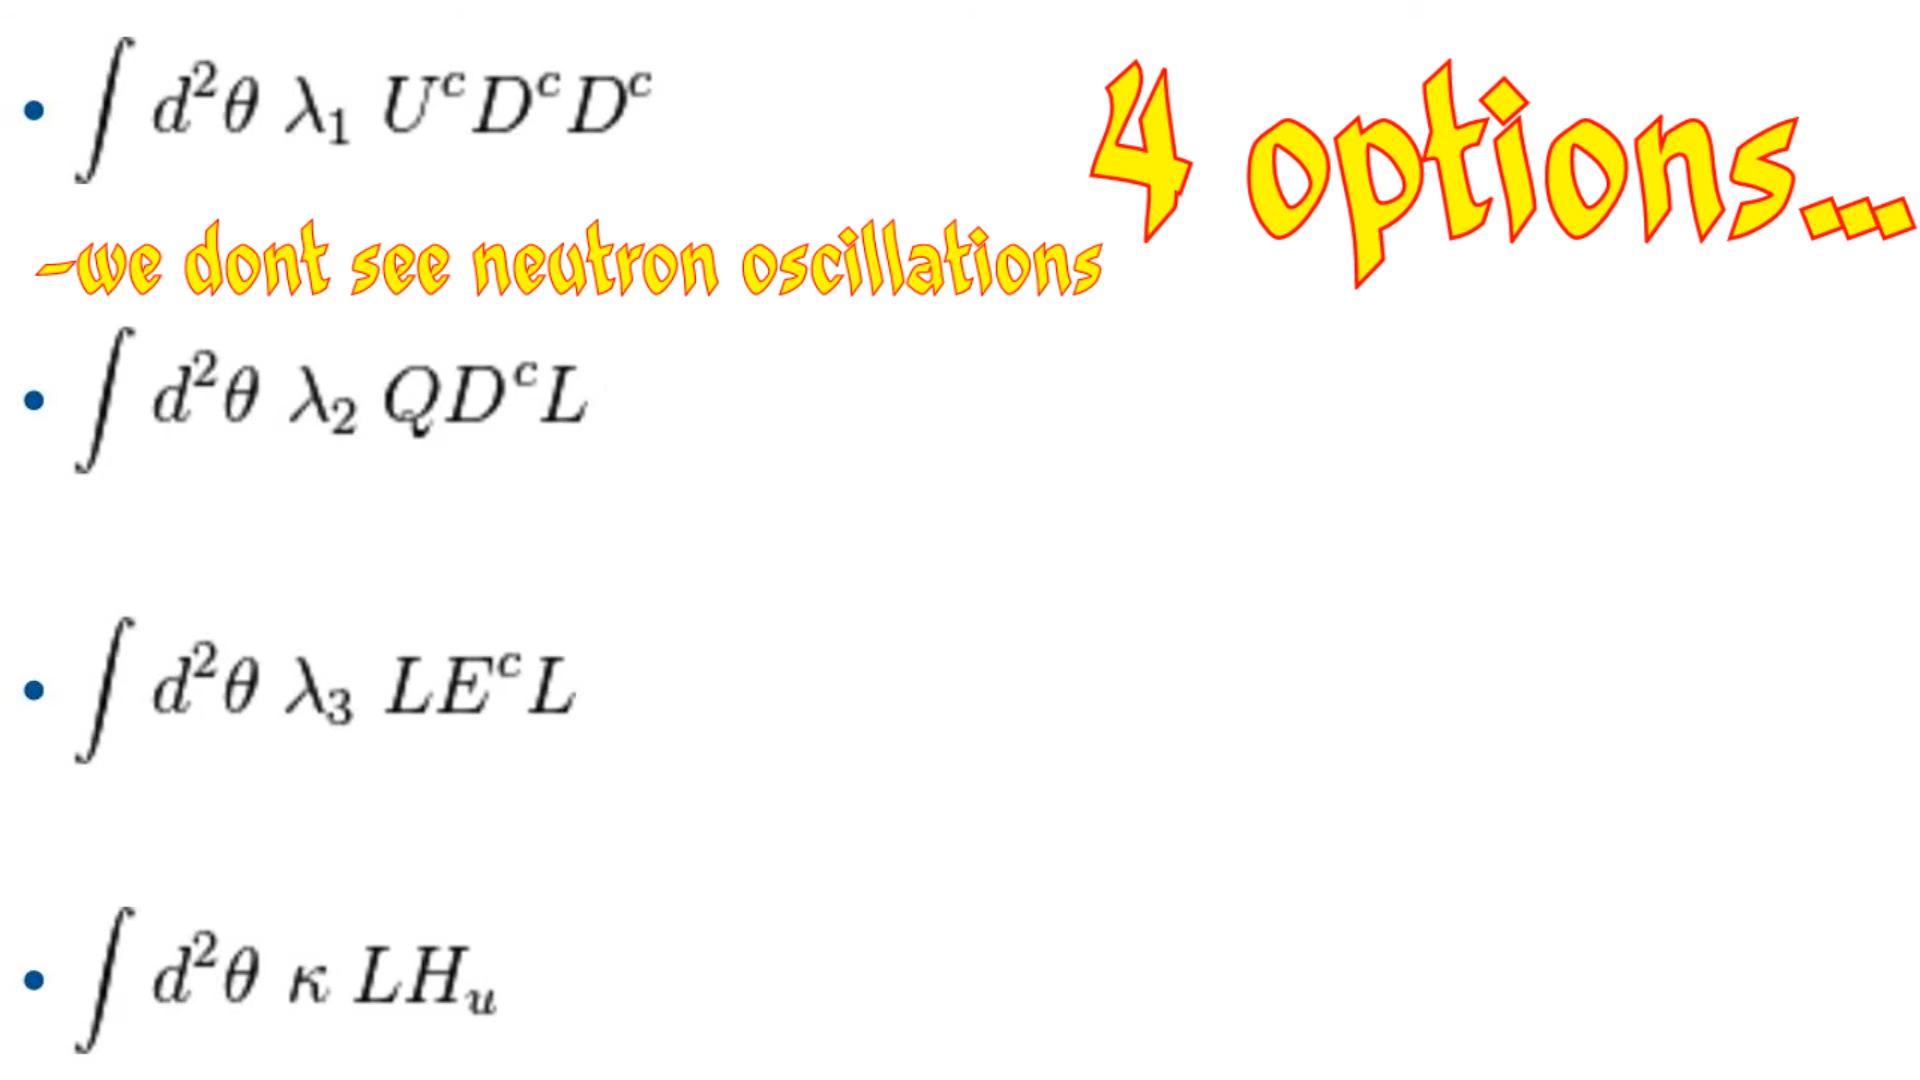 • ∫ d²θ λ₁ UᶜDᶜDᶜ
4 options...
-we dont see neutron oscillations
• ∫ d²θ λ₂ QDᶜL
• ∫ d²θ λ₃ LEᶜL
• ∫ d²θ κ LHᵤ